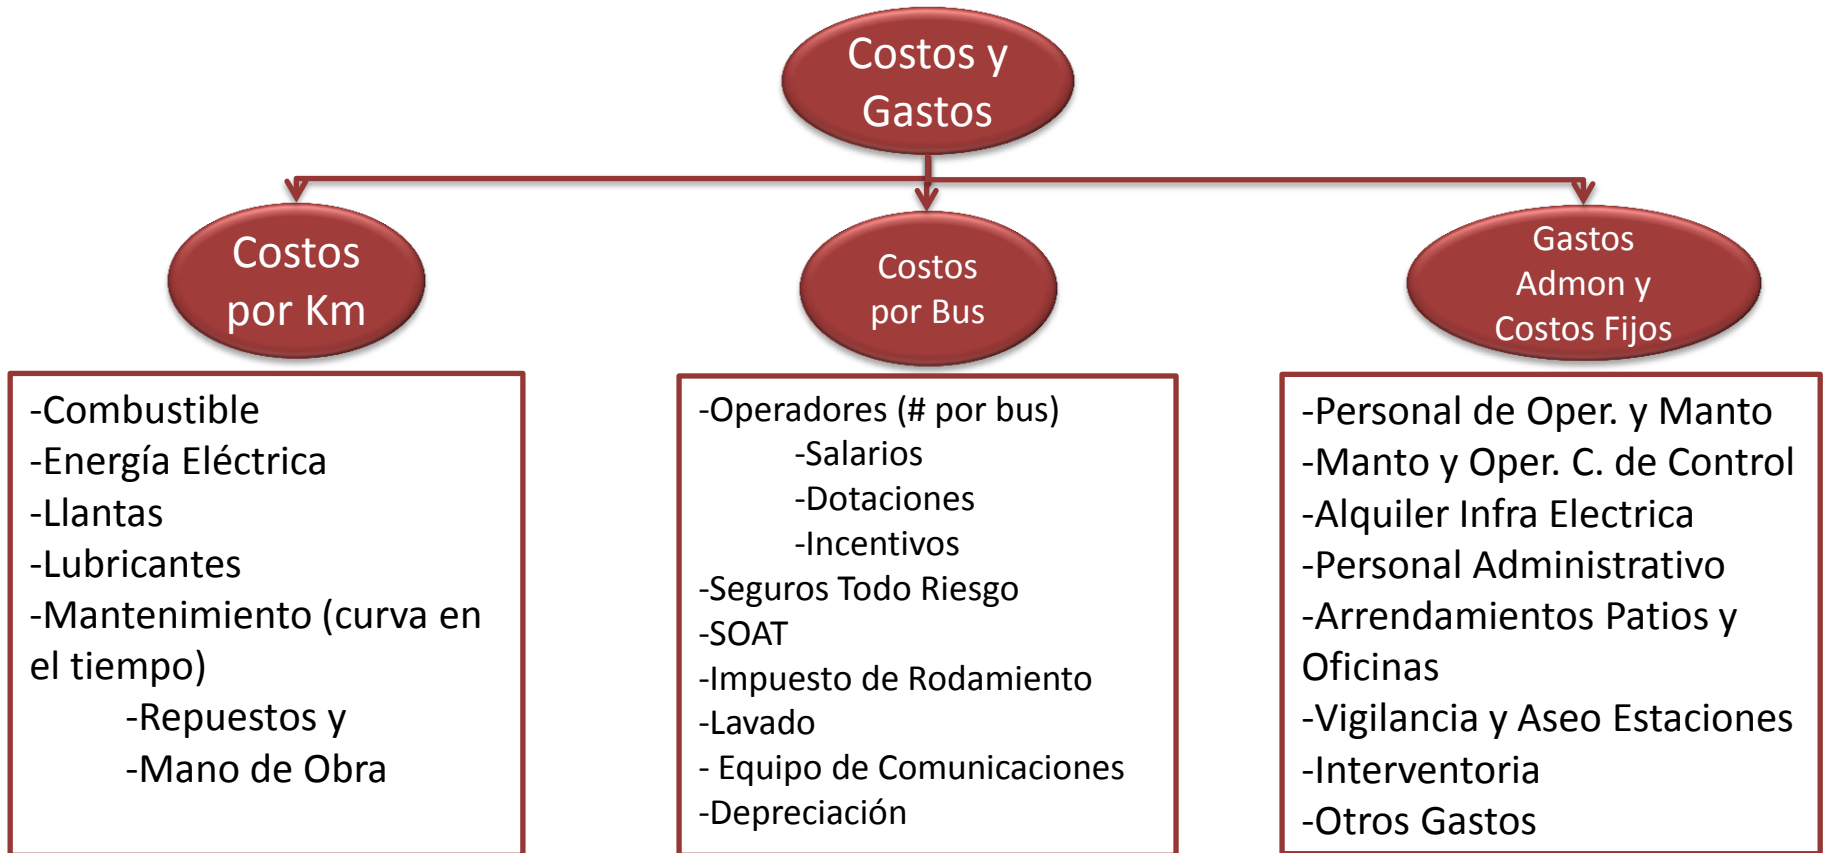 Costos y
Gastos
Costos
por Km
Costos
por Bus
Gastos
Admon y
Costos Fijos
-Combustible
-Energía Eléctrica
-Llantas
-Lubricantes
-Mantenimiento (curva en
el tiempo)
-Repuestos y
-Mano de Obra
-Operadores (# por bus)
-Salarios
-Dotaciones
-Incentivos
-Seguros Todo Riesgo
-SOAT
-Impuesto de Rodamiento
-Lavado
- Equipo de Comunicaciones
-Depreciación
-Personal de Oper. y Manto
-Manto y Oper. C. de Control
-Alquiler Infra Electrica
-Personal Administrativo
-Arrendamientos Patios y
Oficinas
-Vigilancia y Aseo Estaciones
-Interventoria
-Otros Gastos